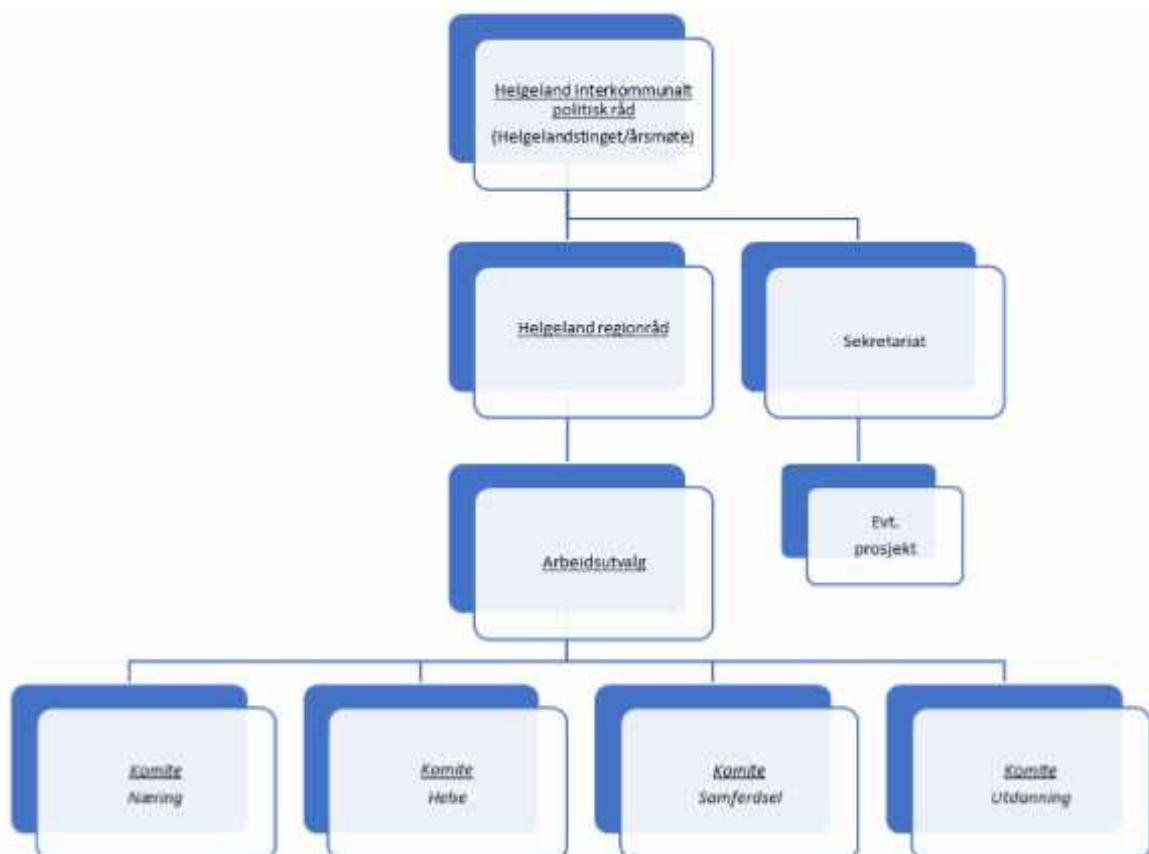 Helgeland interkommunalt
politisk råd
(Helgelandstinget/årsmøte)
Helgeland regionråd
Sekretariat
Arbeidsutvalg
Evt.
prosjekt
Komite
Næring
Komite
Helse
Komite
Samferdsel
Komite
Utdanning